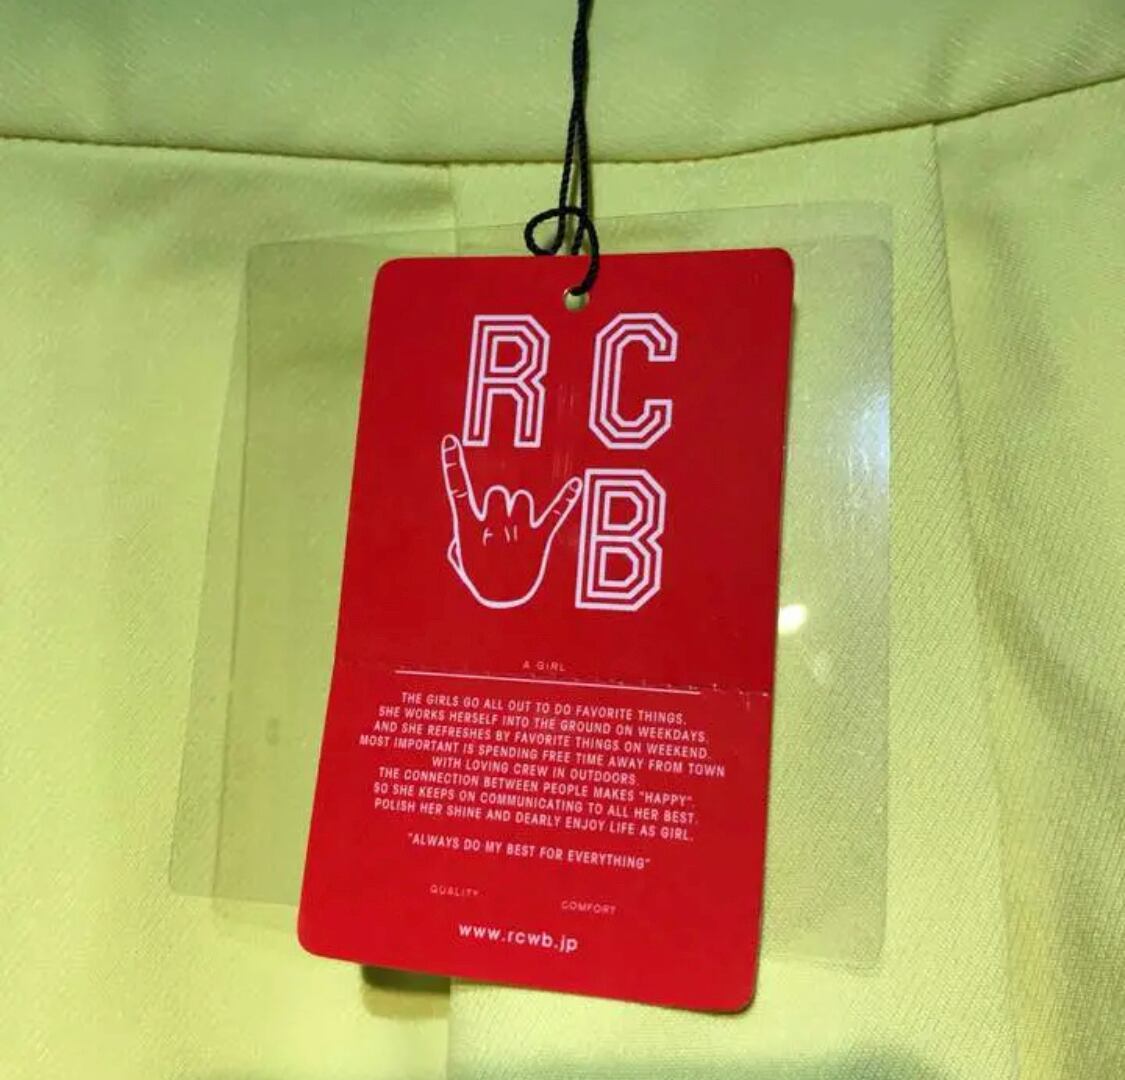 R C
B
A GIRL
THE GIRLS GO ALL OUT TO DO FAVORITE THINGS.
SHE WORKS HERSELF INTO THE GROUND ON WEEKDAYS,
AND SHE REFRESHES BY FAVORITE THINGS ON WEEKEND.
MOST IMPORTANT IS SPENDING FREE TIME AWAY FROM TOWN
WITH LOVING CREW IN OUTDOORS.
THE CONNECTION BETWEEN PEOPLE MAKES "HAPPY".
SO SHE KEEPS ON COMMUNICATING TO ALL HER BEST.
POLISH HER SHINE AND DEARLY ENJOY LIFE AS GIRL.
"ALWAYS DO MY BEST FOR EVERYTHING"
QUALITY COMFORT
www.rcwb.jp